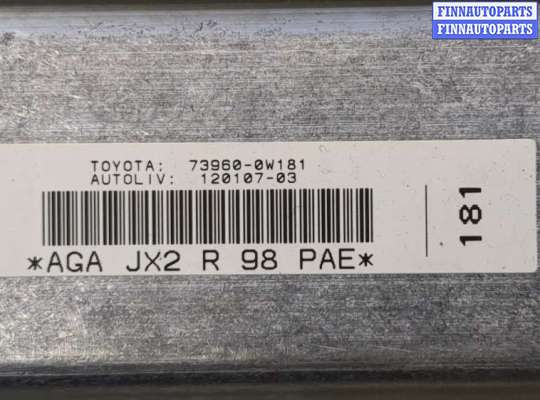 FINNAUTOPARTS
FINNAUTOPARTS
TOYOTA: 73960-0W181
AUTOLIV: 120107-03
*AGA JX2 R 98 PAE*
181